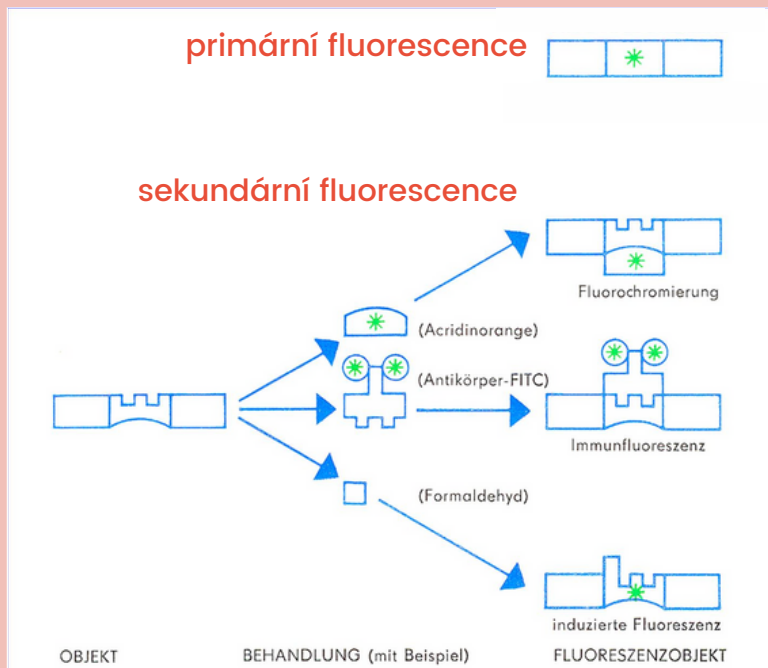 primární fluorescence
sekundární fluorescence
Fluorochromierung
(Acridinorange)
(Antikörper-FITC)
Immunfluoreszenz
(Formaldehyd)
induzierte Fluoreszenz
OBJEKT BEHANDLUNG (mit Beispiel) FLUORESZENZOBJEKT